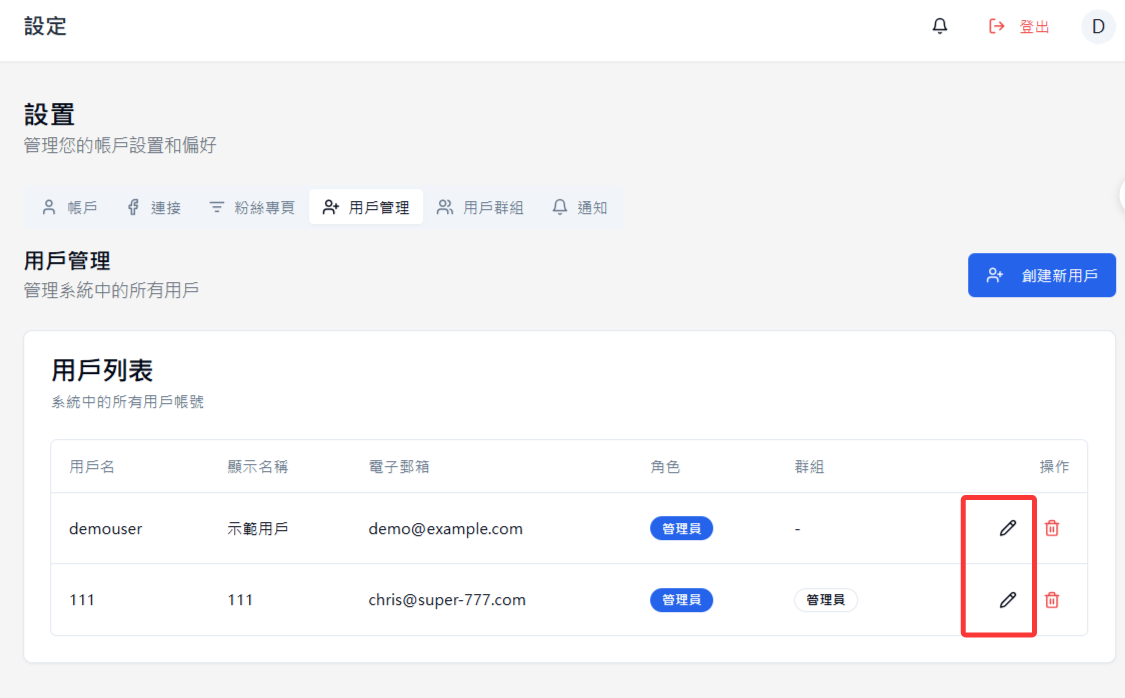 設定
登出
D
設置
管理您的帳戶設置和偏好
帳戶 連接 粉絲專頁 用戶管理 用戶群組 通知
用戶管理
管理系統中的所有用戶
創建新用戶
用戶列表
系統中的所有用戶帳號
用戶名 顯示名稱 電子郵箱 角色 群組 操作
demouser 示範用戶 demo@example.com 管理員 -
111 111 chris@super-777.com 管理員 管理員